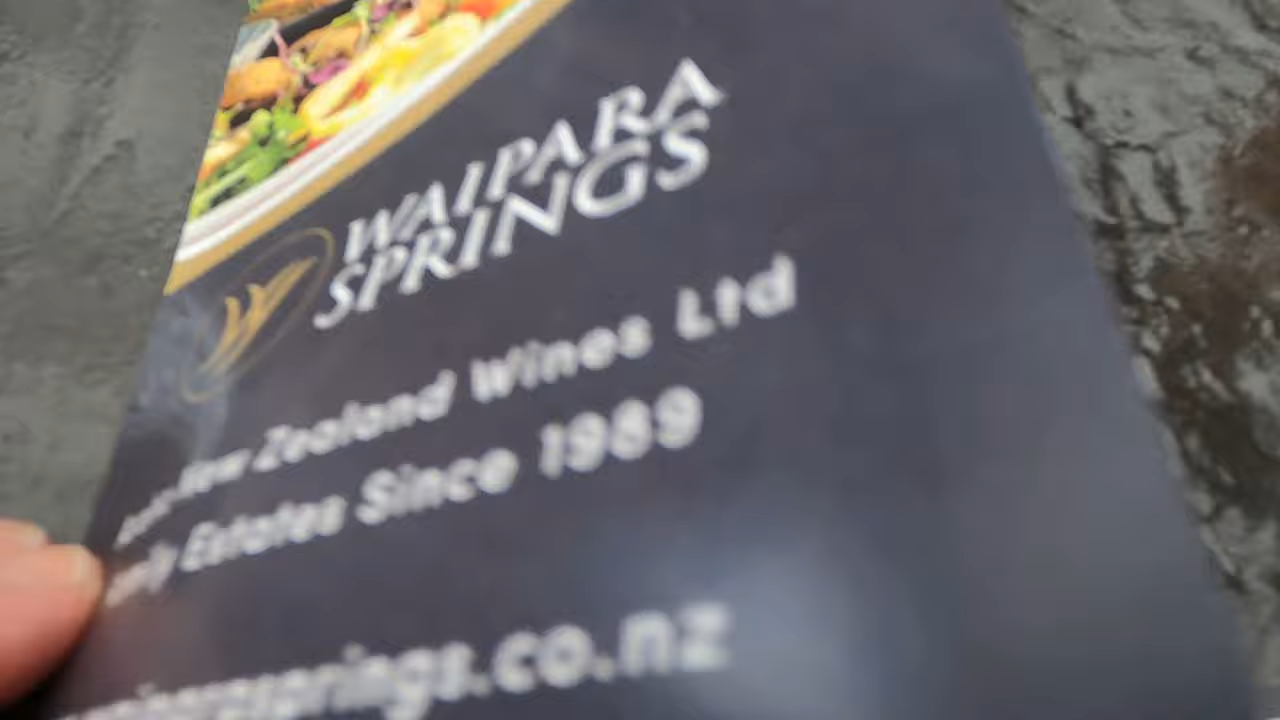 WAIPARA
SPRINGS
New Zealand Wines Ltd
Estates Since 1989
springs.co.nz